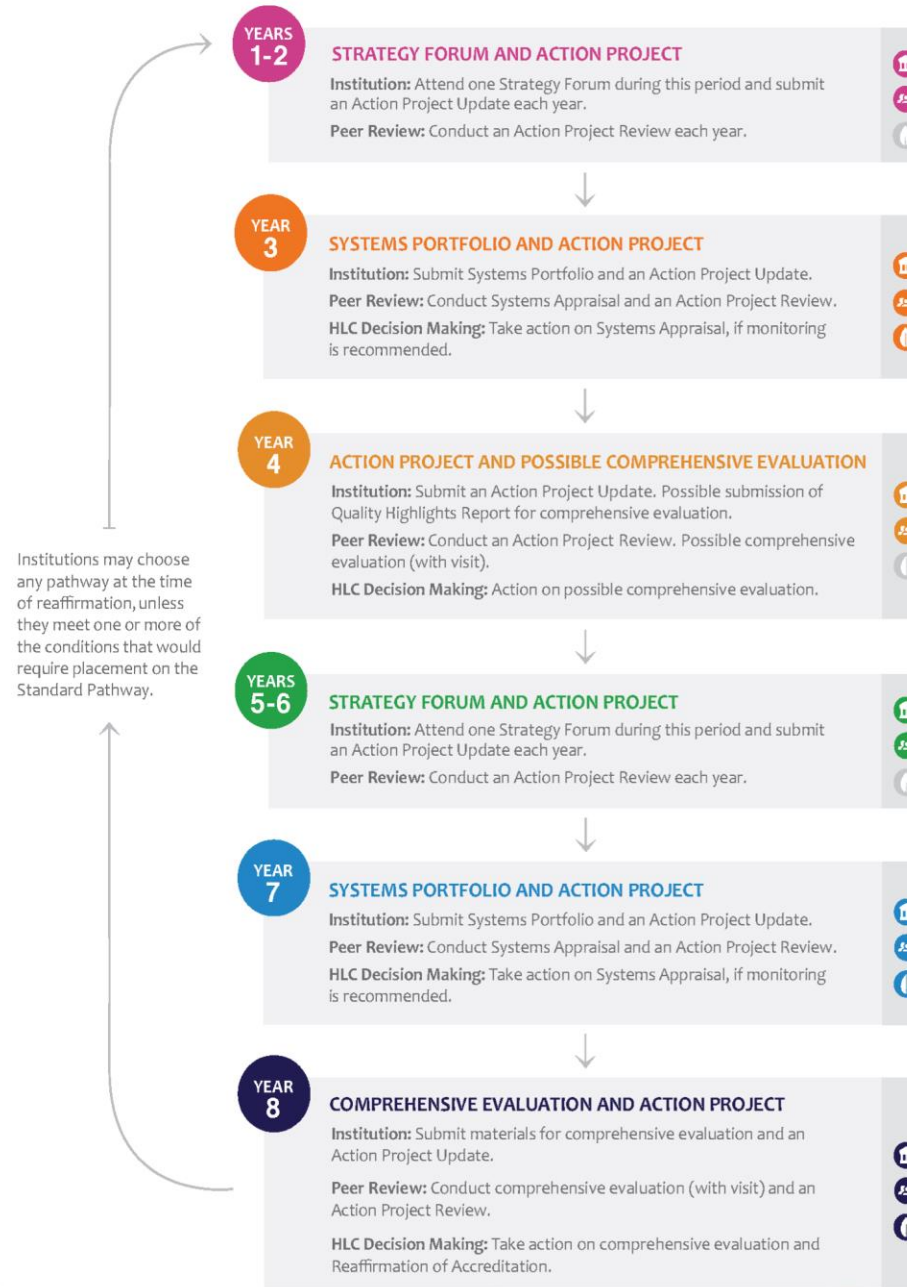 YEARS
1-2
STRATEGY FORUM AND ACTION PROJECT
Institution: Attend one Strategy Forum during this period and submit
an Action Project Update each year.
Peer Review: Conduct an Action Project Review each year.
YEAR
3
SYSTEMS PORTFOLIO AND ACTION PROJECT
Institution: Submit Systems Portfolio and an Action Project Update.
Peer Review: Conduct Systems Appraisal and an Action Project Review.
HLC Decision Making: Take action on Systems Appraisal, if monitoring
is recommended.
YEAR
4
ACTION PROJECT AND POSSIBLE COMPREHENSIVE EVALUATION
Institution: Submit an Action Project Update. Possible submission of
Quality Highlights Report for comprehensive evaluation.
Peer Review: Conduct an Action Project Review. Possible comprehensive
evaluation (with visit).
HLC Decision Making: Action on possible comprehensive evaluation.
Institutions may choose
any pathway at the time
of reaffirmation, unless
they meet one or more of
the conditions that would
require placement on the
Standard Pathway.
YEARS
5-6
STRATEGY FORUM AND ACTION PROJECT
Institution: Attend one Strategy Forum during this period and submit
an Action Project Update each year.
Peer Review: Conduct an Action Project Review each year.
YEAR
7
SYSTEMS PORTFOLIO AND ACTION PROJECT
Institution: Submit Systems Portfolio and an Action Project Update.
Peer Review: Conduct Systems Appraisal and an Action Project Review.
HLC Decision Making: Take action on Systems Appraisal, if monitoring
is recommended.
YEAR
8
COMPREHENSIVE EVALUATION AND ACTION PROJECT
Institution: Submit materials for comprehensive evaluation and an
Action Project Update.
Peer Review: Conduct comprehensive evaluation (with visit) and an
Action Project Review.
HLC Decision Making: Take action on comprehensive evaluation and
Reaffirmation of Accreditation.